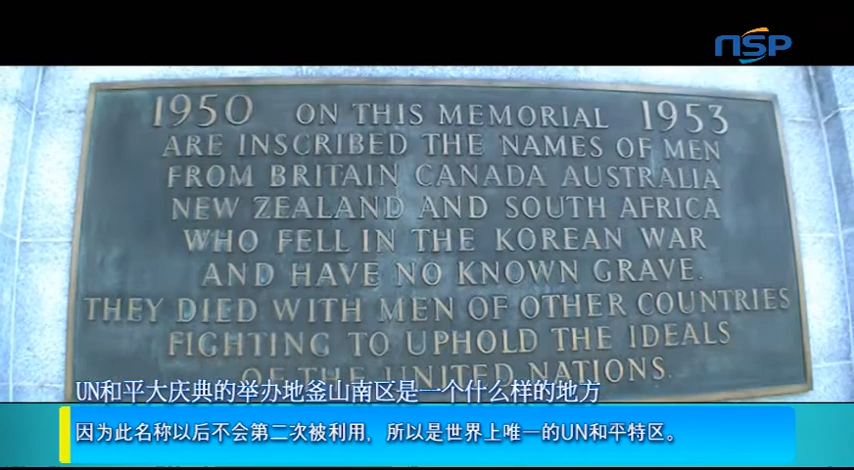 NSP
1950 ON THIS MEMORIAL 1953
ARE INSCRIBED THE NAMES OF MEN
FROM BRITAIN CANADA AUSTRALIA
NEW ZEALAND AND SOUTH AFRICA
WHO FELL IN THE KOREAN WAR
AND HAVE NO KNOWN GRAVE.
THEY DIED WITH MEN OF OTHER COUNTRIES
FIGHTING TO UPHOLD THE IDEALS
OF THE UNITED NATIONS.
UN和平大庆典的举办地釜山南区是一个什么样的地方
因为此名称以后不会第二次被利用，所以是世界上唯一的UN和平特区。